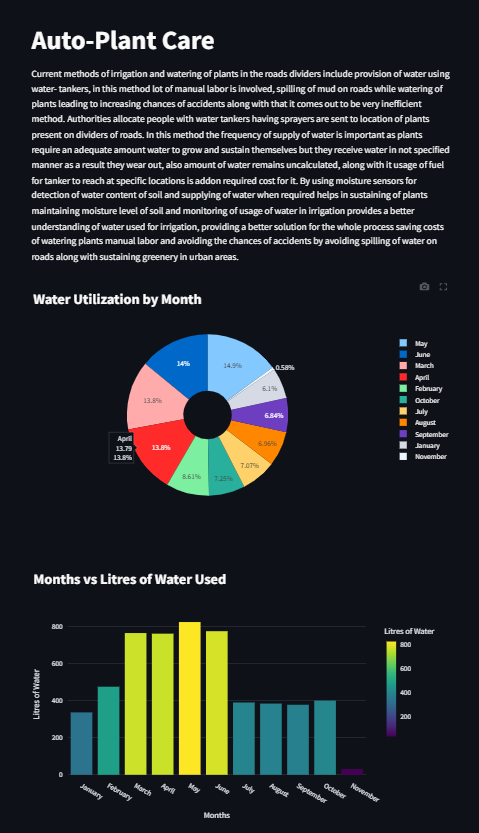 Auto-Plant Care
Current methods of irrigation and watering of plants in the roads dividers include provision of water using
water- tankers, in this method lot of manual labor is involved, spilling of mud on roads while watering of
plants leading to increasing chances of accidents along with that it comes out to be very inefficient
method. Authorities allocate people with water tankers having sprayers are sent to location of plants
present on dividers of roads. In this method the frequency of supply of water is important as plants
require an adequate amount water to grow and sustain themselves but they receive water in not specified
manner as a result they wear out, also amount of water remains uncalculated, along with it usage of fuel
for tanker to reach at specific locations is addon required cost for it. By using moisture sensors for
detection of water content of soil and supplying of water when required helps in sustaining of plants
maintaining moisture level of soil and monitoring of usage of water in irrigation provides a better
understanding of water used for irrigation, providing a better solution for the whole process saving costs
of watering plants manual labor and avoiding the chances of accidents by avoiding spilling of water on
roads along with sustaining greenery in urban areas.
Water Utilization by Month
14%
14.9%
0.58%
6.1%
6.84%
6.96%
7.07%
7.25%
8.61%
13.8%
13.8%
April
13.79
13.8%
May
June
March
April
February
October
July
August
September
January
November
Months vs Litres of Water Used
Litres of Water
800
600
400
200
0
Litres of Water
800
600
400
200
January
February
March
April
May
June
July
August
September
October
November
Months